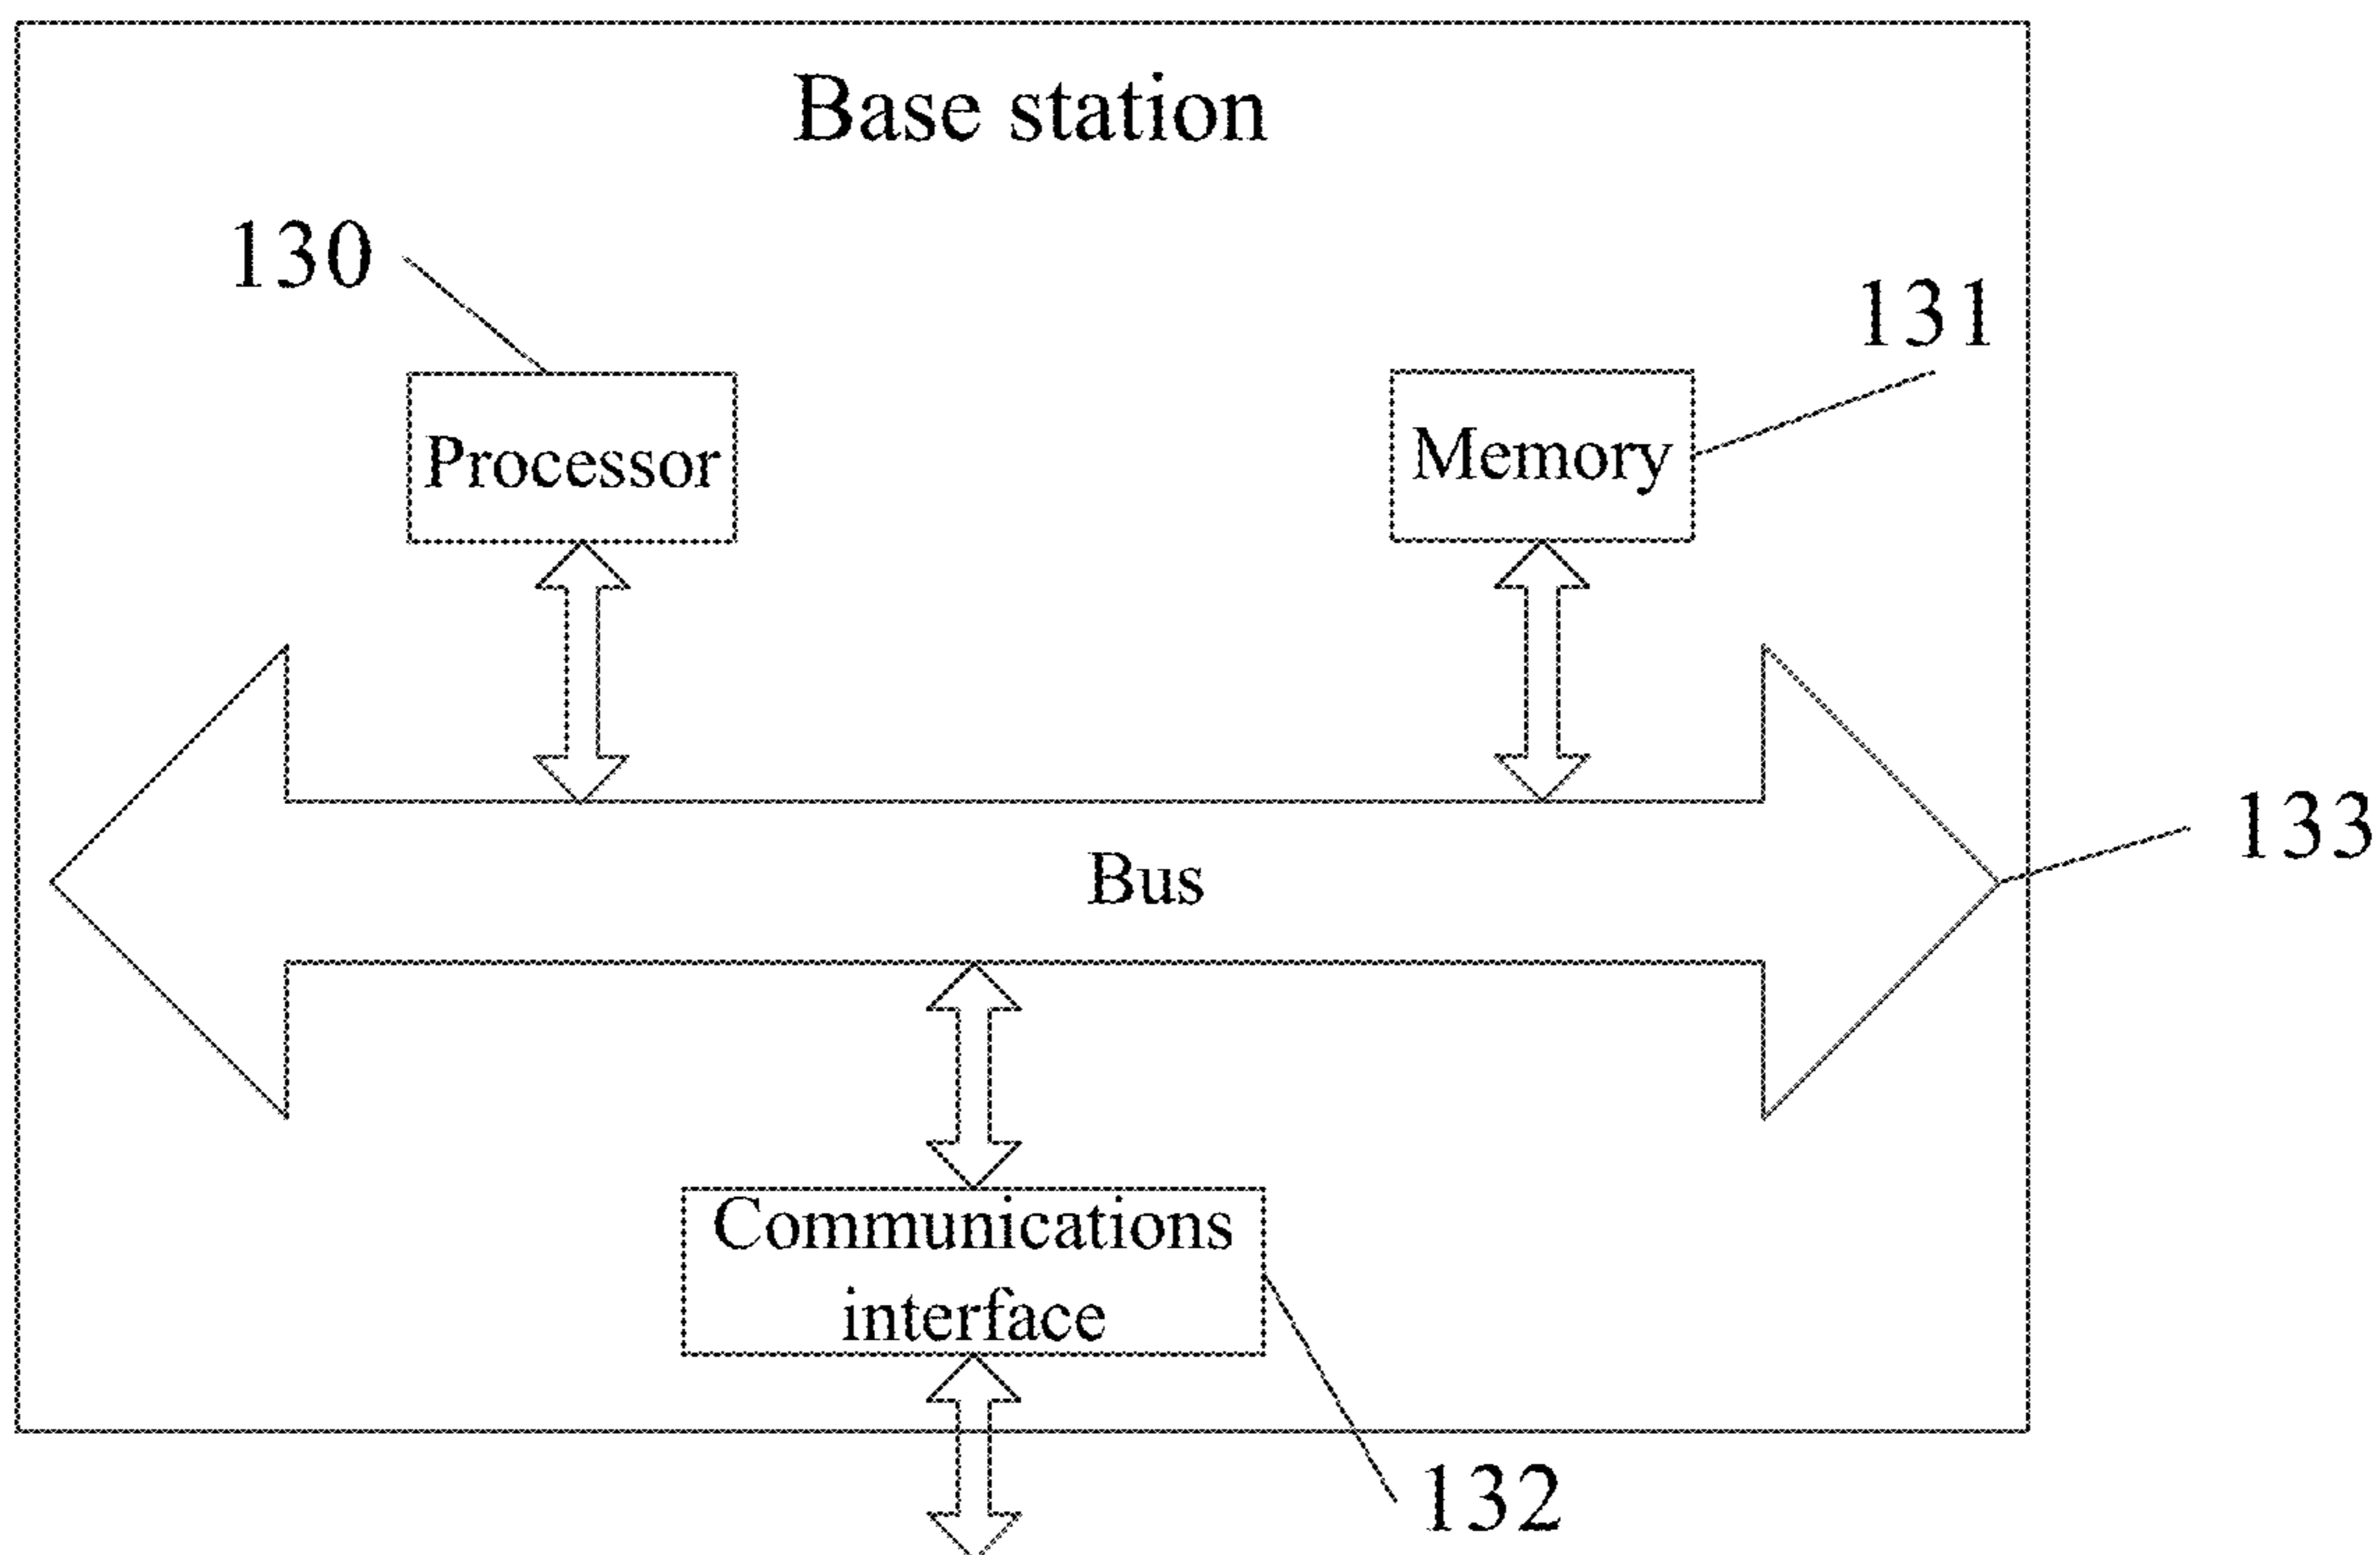 Base station
130
131
Processor
Memory
133
Bus
Communications
interface
132